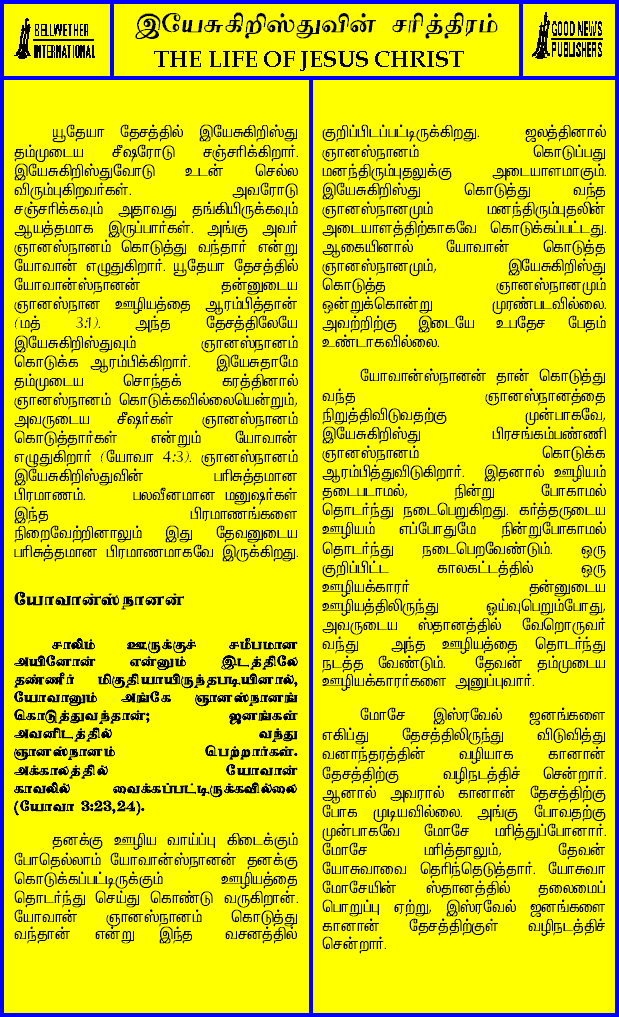 BELLWETHER
INTERNATIONAL
இயேசுகிறிஸ்துவின் சரித்திரம்
THE LIFE OF JESUS CHRIST
GOOD NEWS
PUBLISHERS
யூதேயா தேசத்தில் இயேசுகிறிஸ்து
தம்முடைய சீஷரோடு சஞ்சரிக்கிறார்.
இயேசுகிறிஸ்துவோடு உடன் செல்ல
விரும்புகிறவர்கள். அவரோடு
சஞ்சரிக்கவும் அதாவது தங்கியிருக்கவும்
ஆயத்தமாக இருப்பார்கள். அங்கு அவர்
ஞானஸ்நானம் கொடுத்து வந்தார் என்று
யோவான் எழுதுகிறார். யூதேயா தேசத்தில்
யோவான்ஸ்நானன் தன்னுடைய
ஞானஸ்நான ஊழியத்தை ஆரம்பித்தான்
(மத் 3:1). அந்த தேசத்திலேயே
இயேசுகிறிஸ்துவும் ஞானஸ்நானம்
கொடுக்க ஆரம்பிக்கிறார். இயேசுதாமே
தம்முடைய சொந்தக் கரத்தினால்
ஞானஸ்நானம் கொடுக்கவில்லையென்றும்,
அவருடைய சீஷர்கள் ஞானஸ்நானம்
கொடுத்தார்கள் என்றும் யோவான்
எழுதுகிறார் (யோவா 4:3). ஞானஸ்நானம்
இயேசுகிறிஸ்துவின் பரிசுத்தமான
பிரமாணம். பலவீனமான மனுஷர்கள்
இந்த பிரமாணங்களை
நிறைவேற்றினாலும் இது தேவனுடைய
பரிசுத்தமான பிரமாணமாகவே இருக்கிறது.
யோவான்ஸ்நானன்
சாலிம் ஊருக்குச் சமீபமான
அயினோன் என்னும் இடத்திலே
தண்ணீர் மிகுதியாயிருந்தபடியினால்,
யோவானும் அங்கே ஞானஸ்நானங்
கொடுத்துவந்தான்; ஜனங்கள்
அவனிடத்தில் வந்து
ஞானஸ்நானம் பெற்றார்கள்.
அக்காலத்தில் யோவான்
காவலில் வைக்கப்பட்டிருக்கவில்லை
(யோவா 3:23,24).
தனக்கு ஊழிய வாய்ப்பு கிடைக்கும்
போதெல்லாம் யோவான்ஸ்நானன் தனக்கு
கொடுக்கப்பட்டிருக்கும் ஊழியத்தை
தொடர்ந்து செய்து கொண்டு வருகிறான்.
யோவான் ஞானஸ்நானம் கொடுத்து
வந்தான் என்று இந்த வசனத்தில்
குறிப்பிடப்பட்டிருக்கிறது. ஜலத்தினால்
ஞானஸ்நானம் கொடுப்பது
மனந்திரும்புதலுக்கு அடையாளமாகும்.
இயேசுகிறிஸ்து கொடுத்து வந்த
ஞானஸ்நானமும் மனந்திரும்புதலின்
அடையாளத்திற்காகவே கொடுக்கப்பட்டது.
ஆகையினால் யோவான் கொடுத்த
ஞானஸ்நானமும், இயேசுகிறிஸ்து
கொடுத்த ஞானஸ்நானமும்
ஒன்றுக்கொன்று முரண்படவில்லை.
அவற்றிற்கு இடையே உபதேச பேதம்
உண்டாகவில்லை.
யோவான்ஸ்நானன் தான் கொடுத்து
வந்த ஞானஸ்நானத்தை
நிறுத்திவிடுவதற்கு முன்பாகவே,
இயேசுகிறிஸ்து பிரசங்கம்பண்ணி
ஞானஸ்நானம் கொடுக்க
ஆரம்பித்துவிடுகிறார். இதனால் ஊழியம்
தடைபடாமல், நின்று போகாமல்
தொடர்ந்து நடைபெறுகிறது. கர்த்தருடைய
ஊழியம் எப்போதுமே நின்றுபோகாமல்
தொடர்ந்து நடைபெறவேண்டும். ஒரு
குறிப்பிட்ட காலகட்டத்தில் ஒரு
ஊழியக்காரர் தன்னுடைய
ஊழியத்திலிருந்து ஓய்வுபெறும்போது,
அவருடைய ஸ்தானத்தில் வேறொருவர்
வந்து அந்த ஊழியத்தை தொடர்ந்து
நடத்த வேண்டும். தேவன் தம்முடைய
ஊழியக்காரர்களை அனுப்புவார்.
மோசே இஸ்ரவேல் ஜனங்களை
எகிப்து தேசத்திலிருந்து விடுவித்து
வனாந்தரத்தின் வழியாக கானான்
தேசத்திற்கு வழிநடத்திச் சென்றார்.
ஆனால் அவரால் கானான் தேசத்திற்கு
போக முடியவில்லை. அங்கு போவதற்கு
முன்பாகவே மோசே மரித்துப்போனார்.
மோசே மரித்தாலும், தேவன்
யோசுவாவை தெரிந்தெடுத்தார். யோசுவா
மோசேயின் ஸ்தானத்தில் தலைமைப்
பொறுப்பு ஏற்று, இஸ்ரவேல் ஜனங்களை
கானான் தேசத்திற்குள் வழிநடத்திச்
சென்றார்.